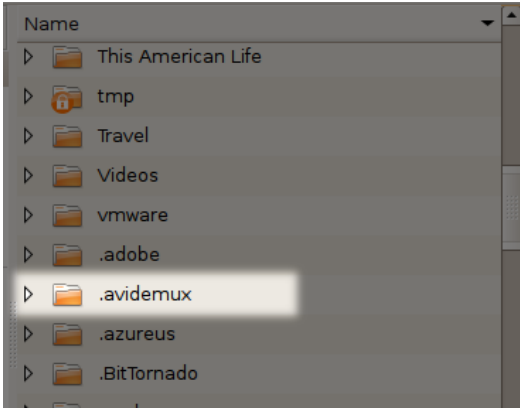 Name
This American Life
tmp
Travel
Videos
vmware
.adobe
.avidemux
.azureus
.BitTornado